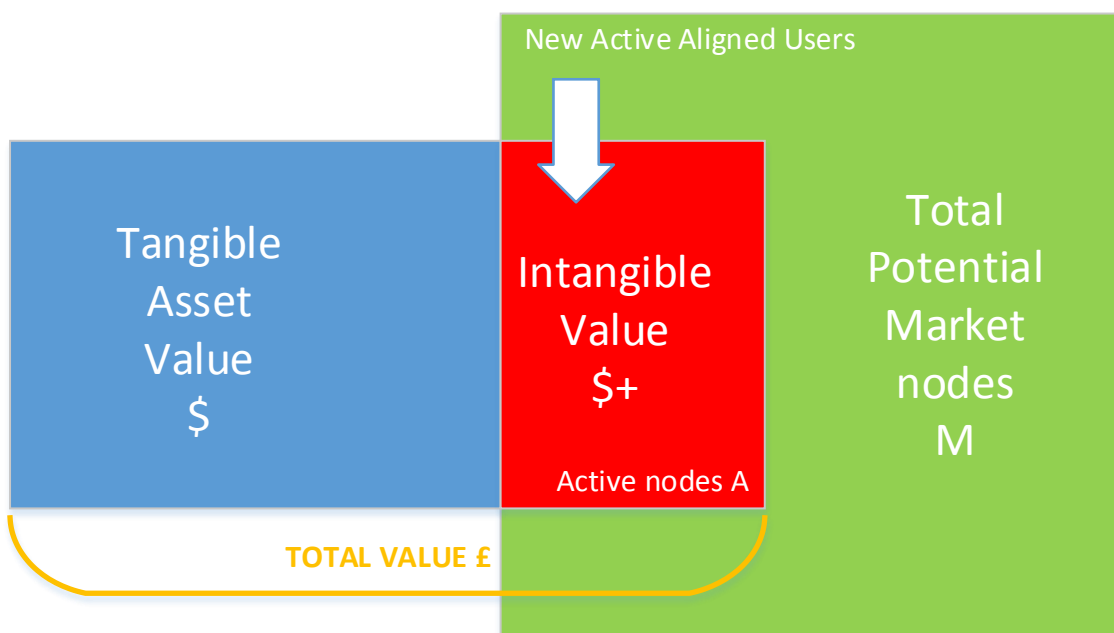 New Active Aligned Users
Tangible
Asset
Value
$
Intangible
Value
$+
Active nodes A
Total
Potential
Market
nodes
M
TOTAL VALUE £